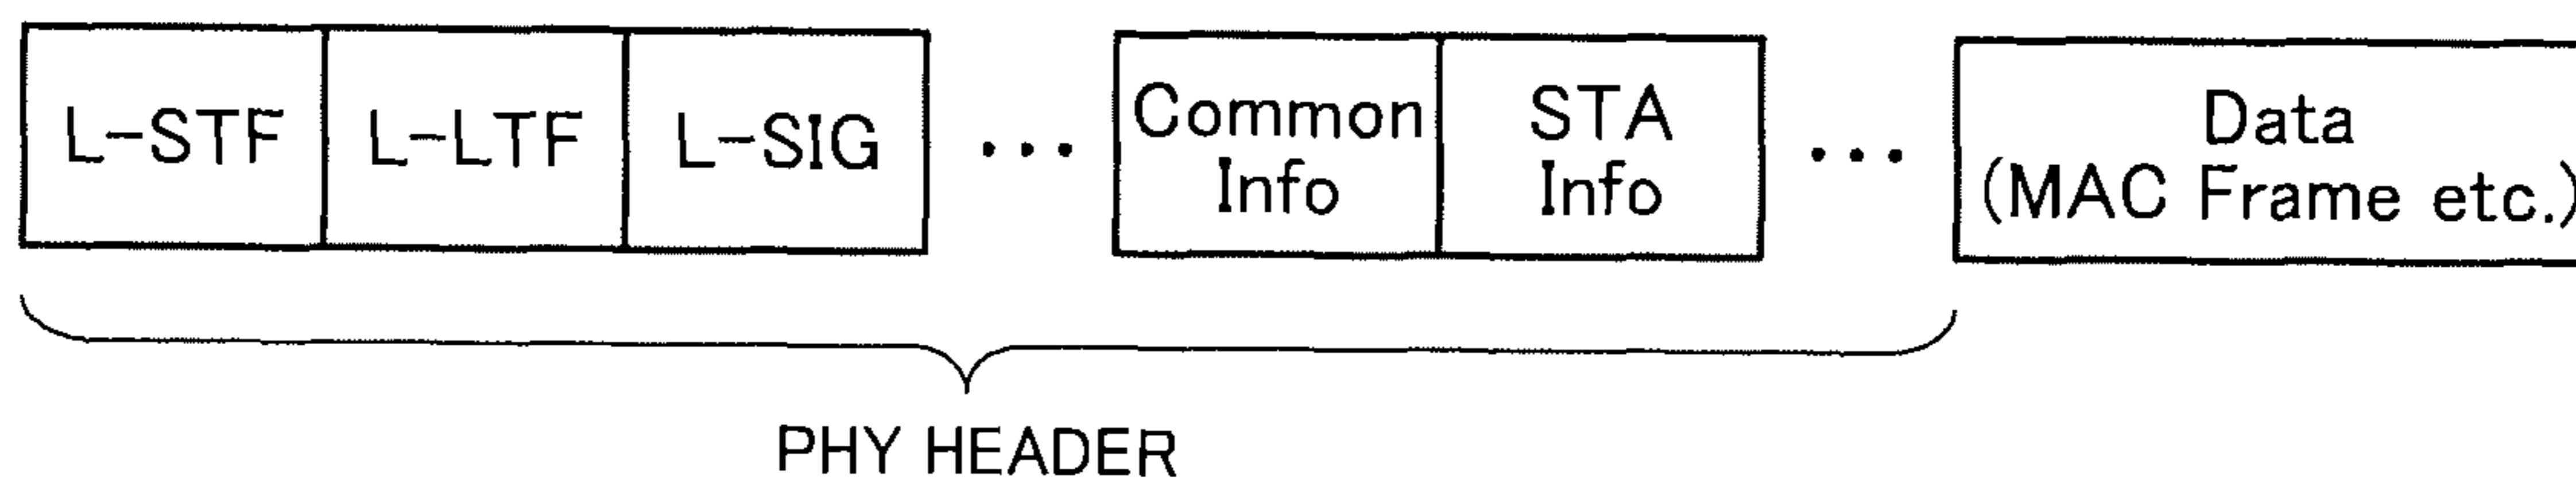 L-STF L-LTF L-SIG ... Common Info STA Info ... Data (MAC Frame etc.)
PHY HEADER